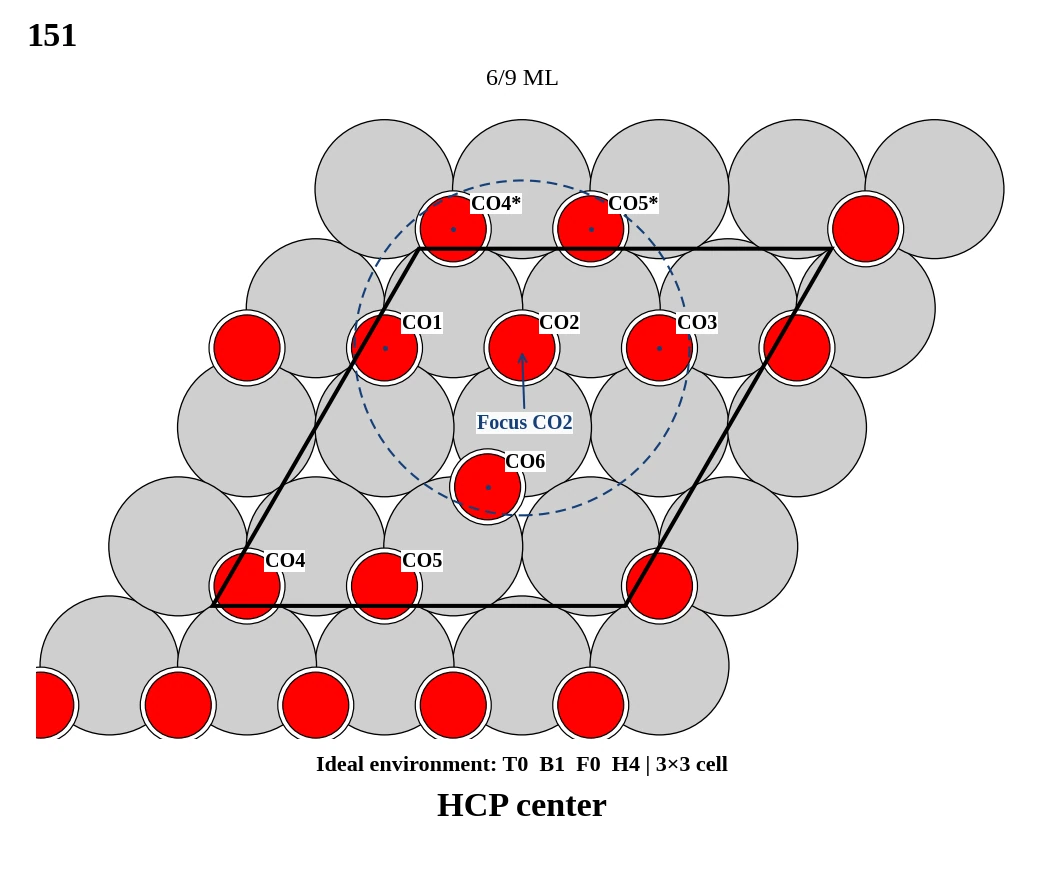 151
6/9 ML
CO4*
CO5*
CO1
CO2
CO3
Focus CO2
CO6
CO4
CO5
Ideal environment: T0 B1 F0 H4 | 3×3 cell
HCP center